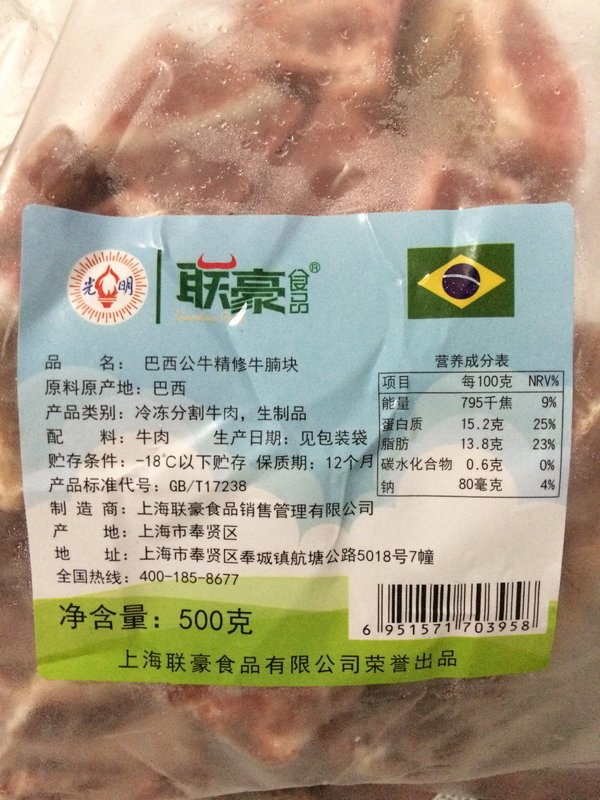 光明
联豪食品®
品 名: 巴西公牛精修牛腩块
原料原产地: 巴西
产品类别: 冷冻分割牛肉, 生制品
配 料: 牛肉 生产日期: 见包装袋
贮存条件: -18℃以下贮存 保质期: 12个月
产品标准代号: GB/T17238
制 造 商: 上海联豪食品销售管理有限公司
产 地: 上海市奉贤区
地 址: 上海市奉贤区奉城镇航塘公路5018号7幢
全国热线: 400-185-8677
净含量: 500克
营养成分表
项目 每100克 NRV%
能量 795千焦 9%
蛋白质 15.2克 25%
脂肪 13.8克 23%
碳水化合物 0.6克 0%
钠 80毫克 4%
6 951571 703958
上海联豪食品有限公司荣誉出品